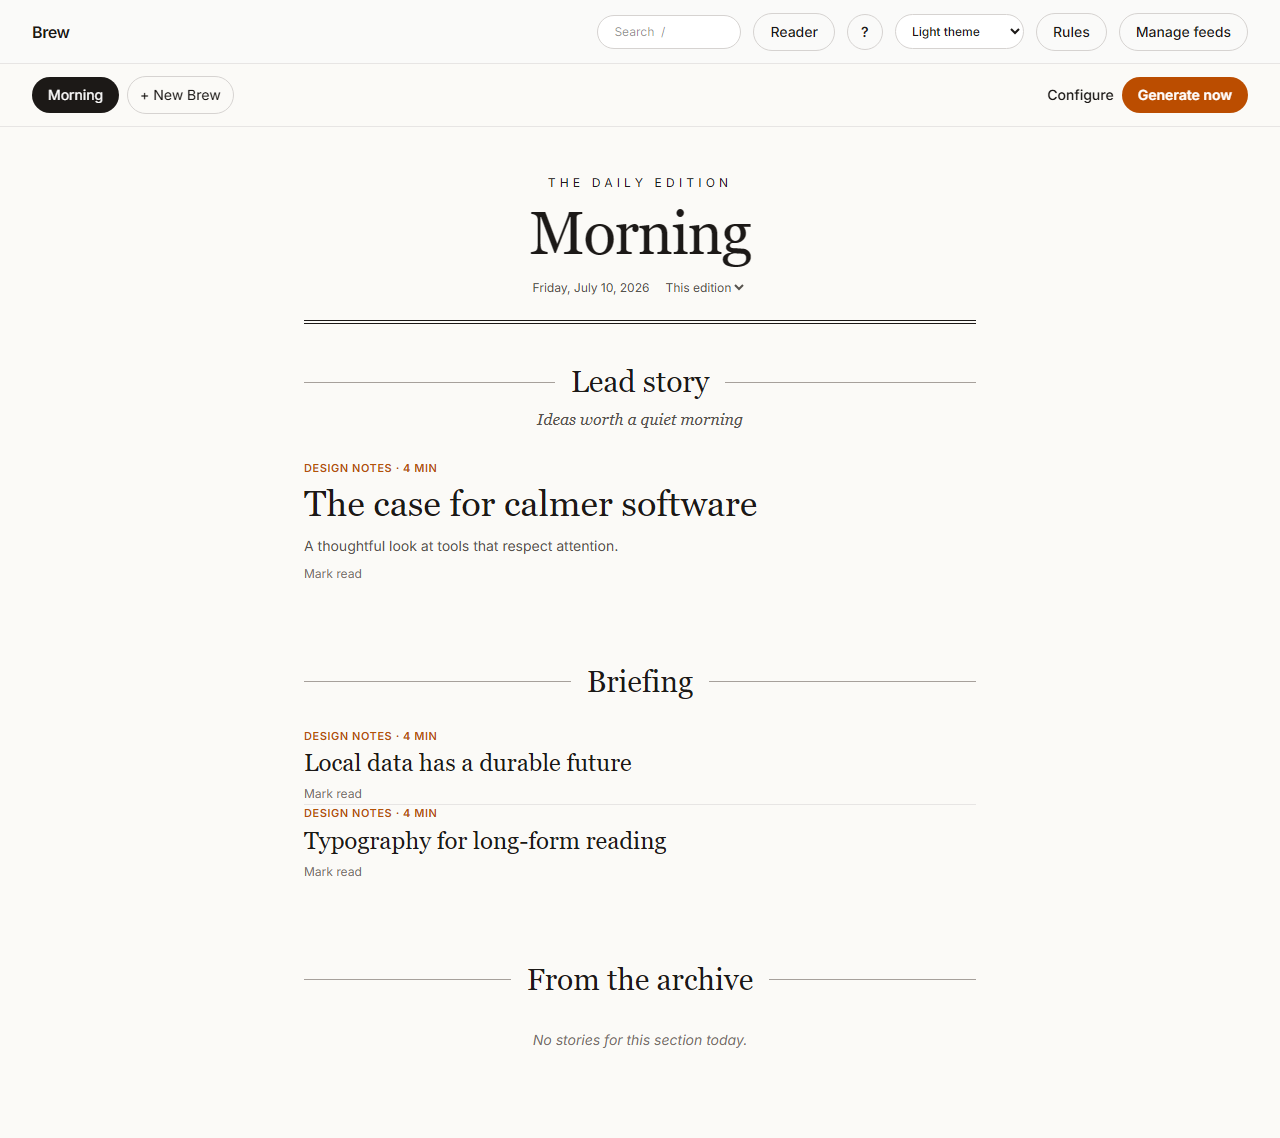 Brew
Search /
Reader
?
Light theme
Rules
Manage feeds
Morning
+ New Brew
Configure
Generate now
THE DAILY EDITION
Morning
Friday, July 10, 2026 This edition
Lead story
Ideas worth a quiet morning
DESIGN NOTES · 4 MIN
The case for calmer software
A thoughtful look at tools that respect attention.
Mark read
Briefing
DESIGN NOTES · 4 MIN
Local data has a durable future
Mark read
DESIGN NOTES · 4 MIN
Typography for long-form reading
Mark read
From the archive
No stories for this section today.